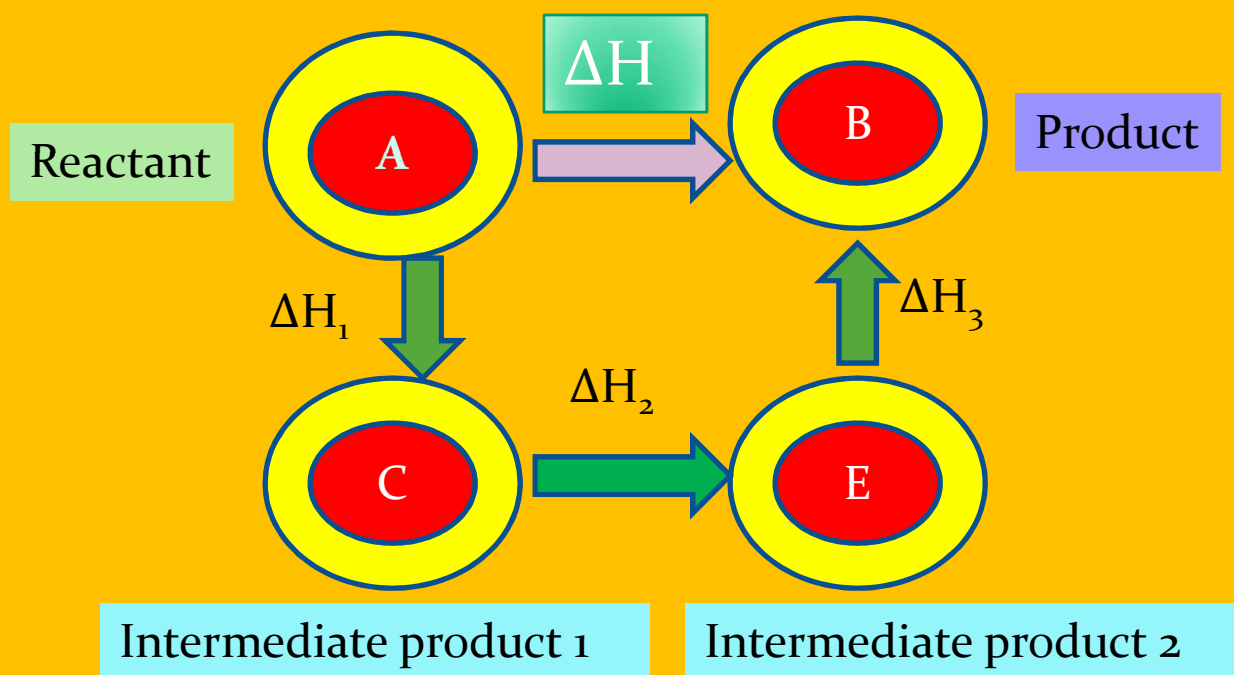 ΔH
A
B
Reactant
Product
ΔH₁
ΔH₃
ΔH₂
C
E
Intermediate product 1
Intermediate product 2